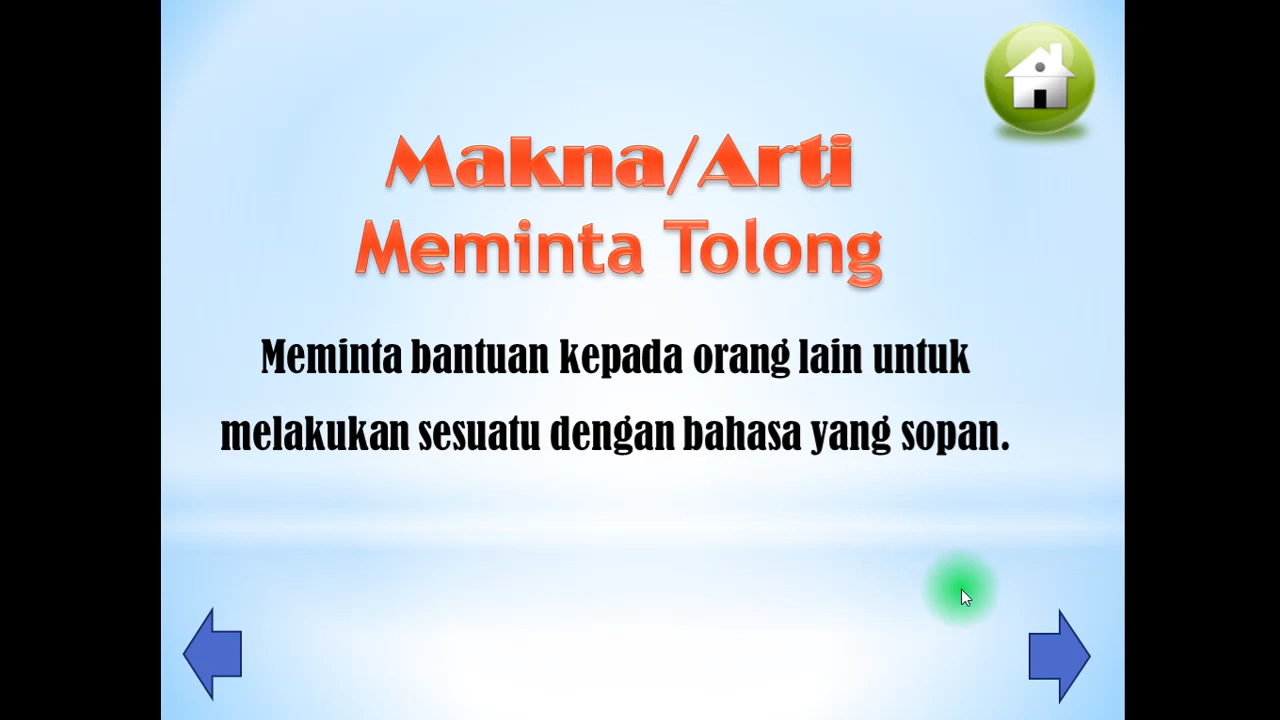 Makna/Arti
Meminta Tolong
Meminta bantuan kepada orang lain untuk
melakukan sesuatu dengan bahasa yang sopan.